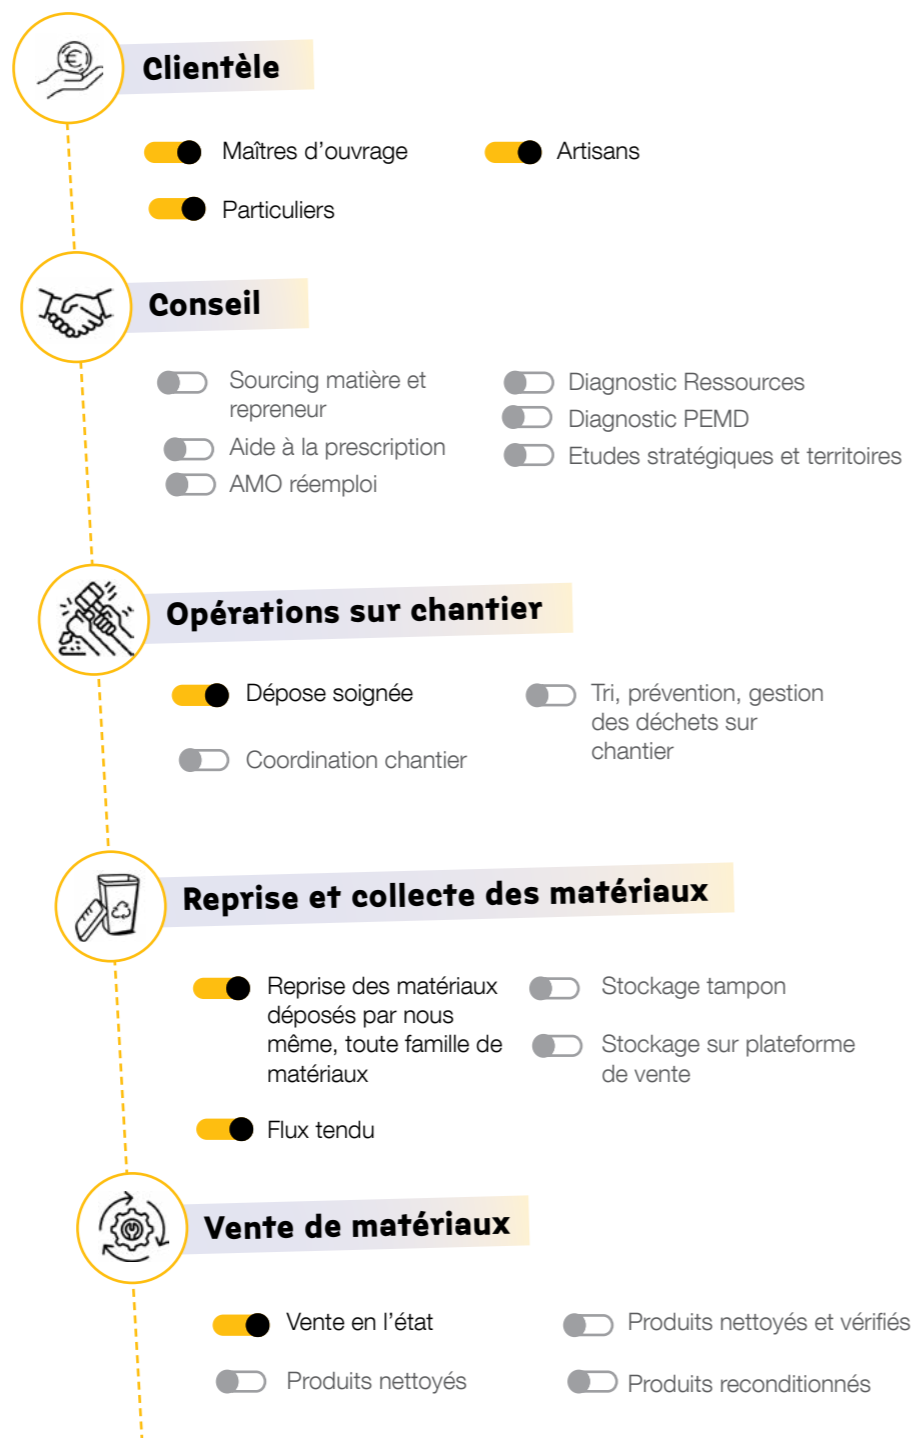 Clientèle
Maîtres d'ouvrage
Artisans
Particuliers
Conseil
Sourcing matière et
repreneur
Aide à la prescription
AMO réemploi
Diagnostic Ressources
Diagnostic PEMD
Etudes stratégiques et territoires
Opérations sur chantier
Dépose soignée
Coordination chantier
Tri, prévention, gestion
des déchets sur
chantier
Reprise et collecte des matériaux
Reprise des matériaux
déposés par nous
même, toute famille de
matériaux
Flux tendu
Stockage tampon
Stockage sur plateforme
de vente
Vente de matériaux
Vente en l'état
Produits nettoyés
Produits nettoyés et vérifiés
Produits reconditionnés